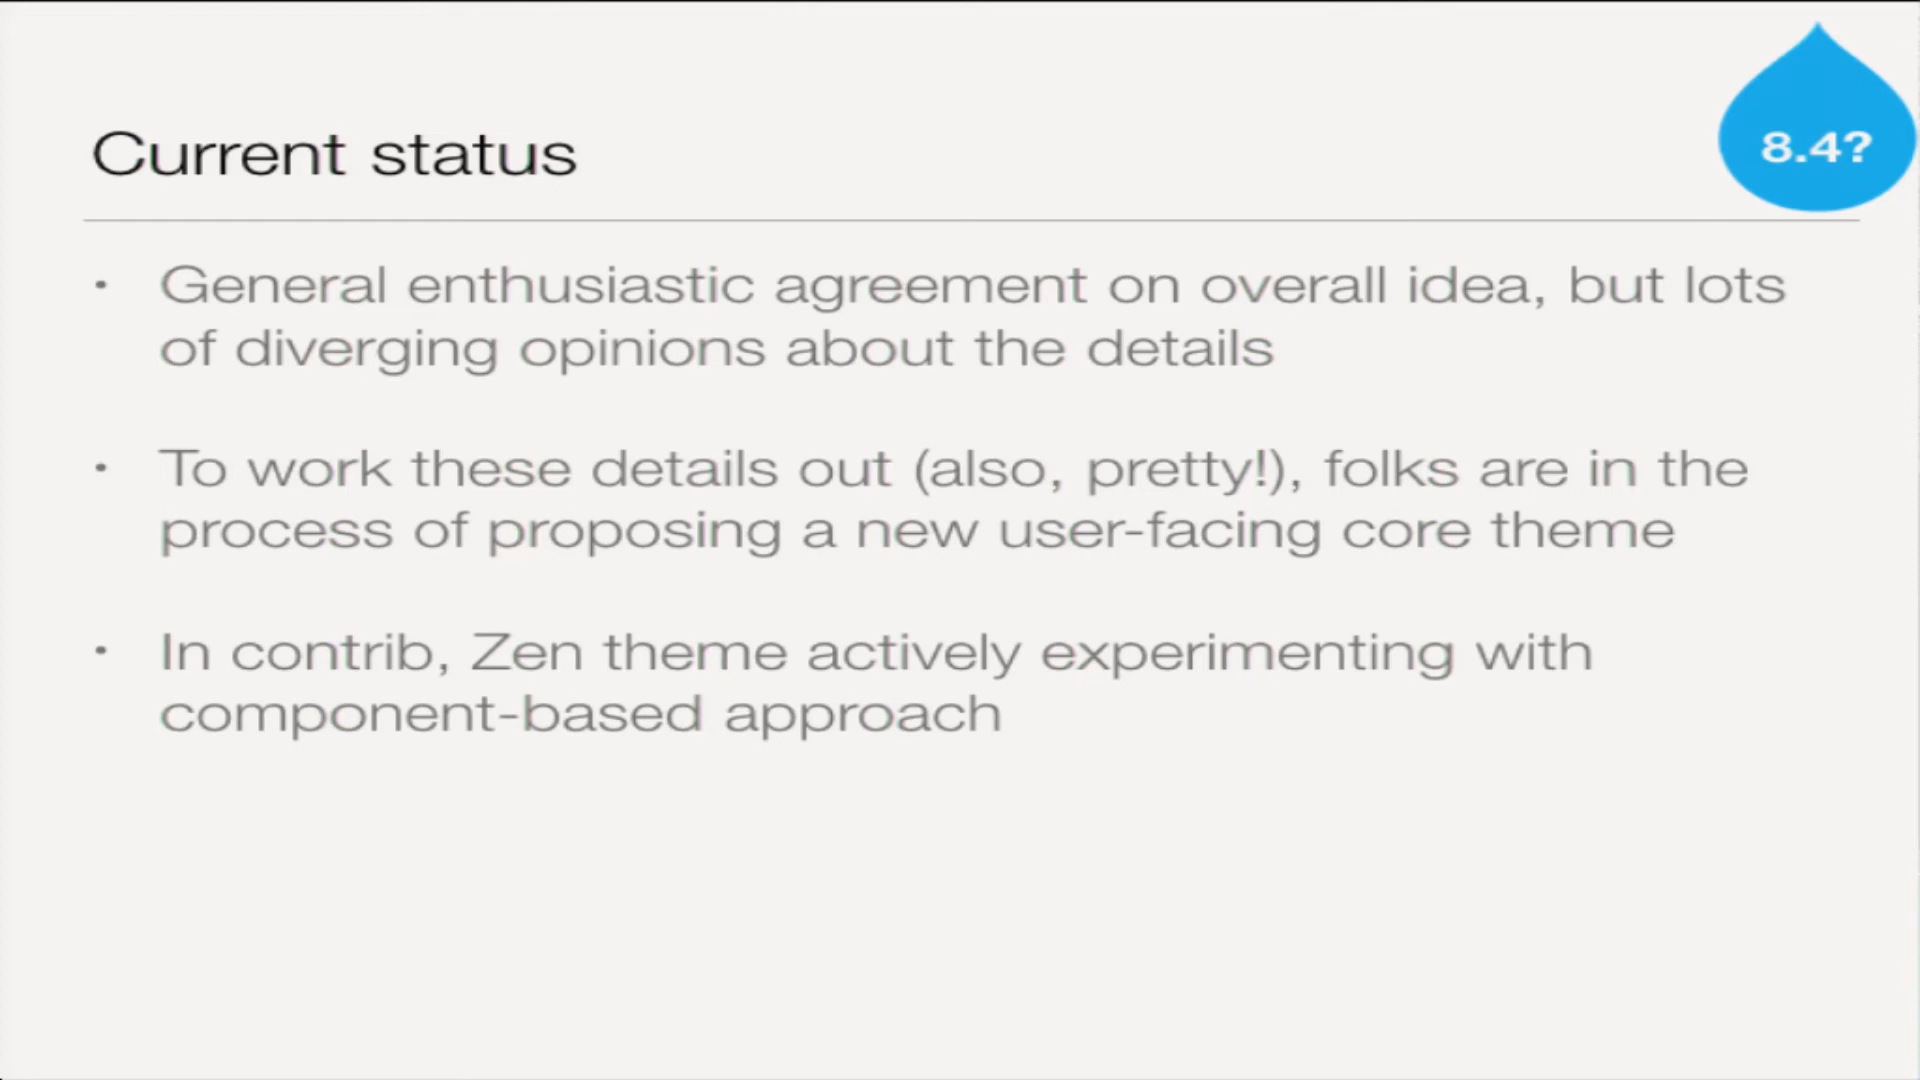 Current status
8.4?
• General enthusiastic agreement on overall idea, but lots
of diverging opinions about the details
• To work these details out (also, pretty!), folks are in the
process of proposing a new user-facing core theme
• In contrib, Zen theme actively experimenting with
component-based approach